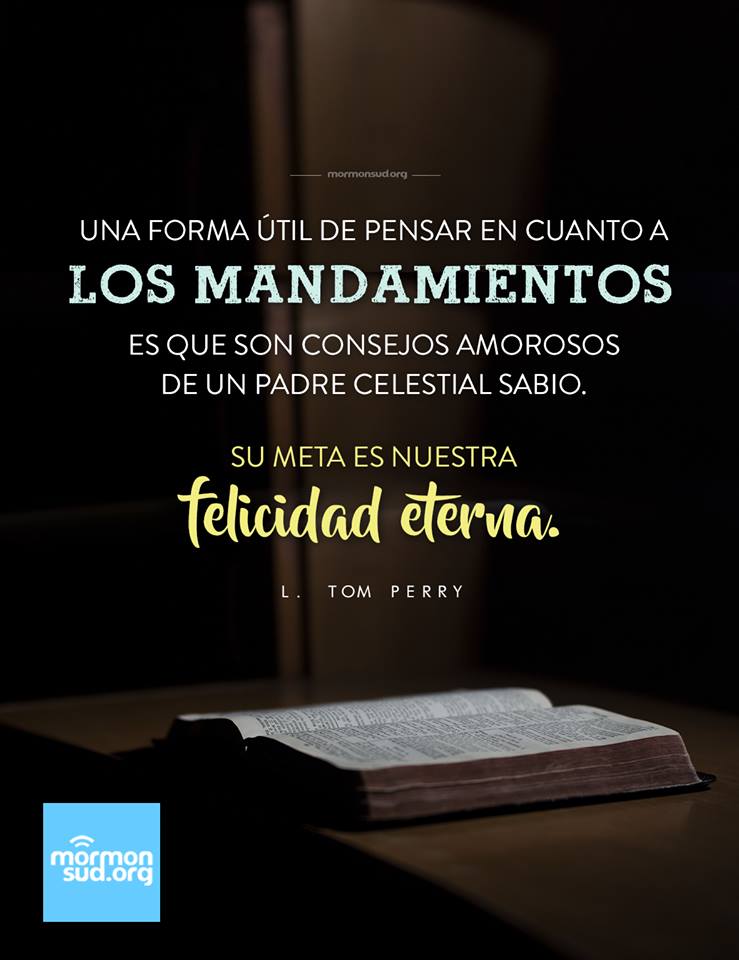 mormonsud.org
UNA FORMA ÚTIL DE PENSAR EN CUANTO A
LOS MANDAMIENTOS
ES QUE SON CONSEJOS AMOROSOS
DE UN PADRE CELESTIAL SABIO.
SU META ES NUESTRA
felicidad eterna.
L. TOM PERRY
mormon
sud.org